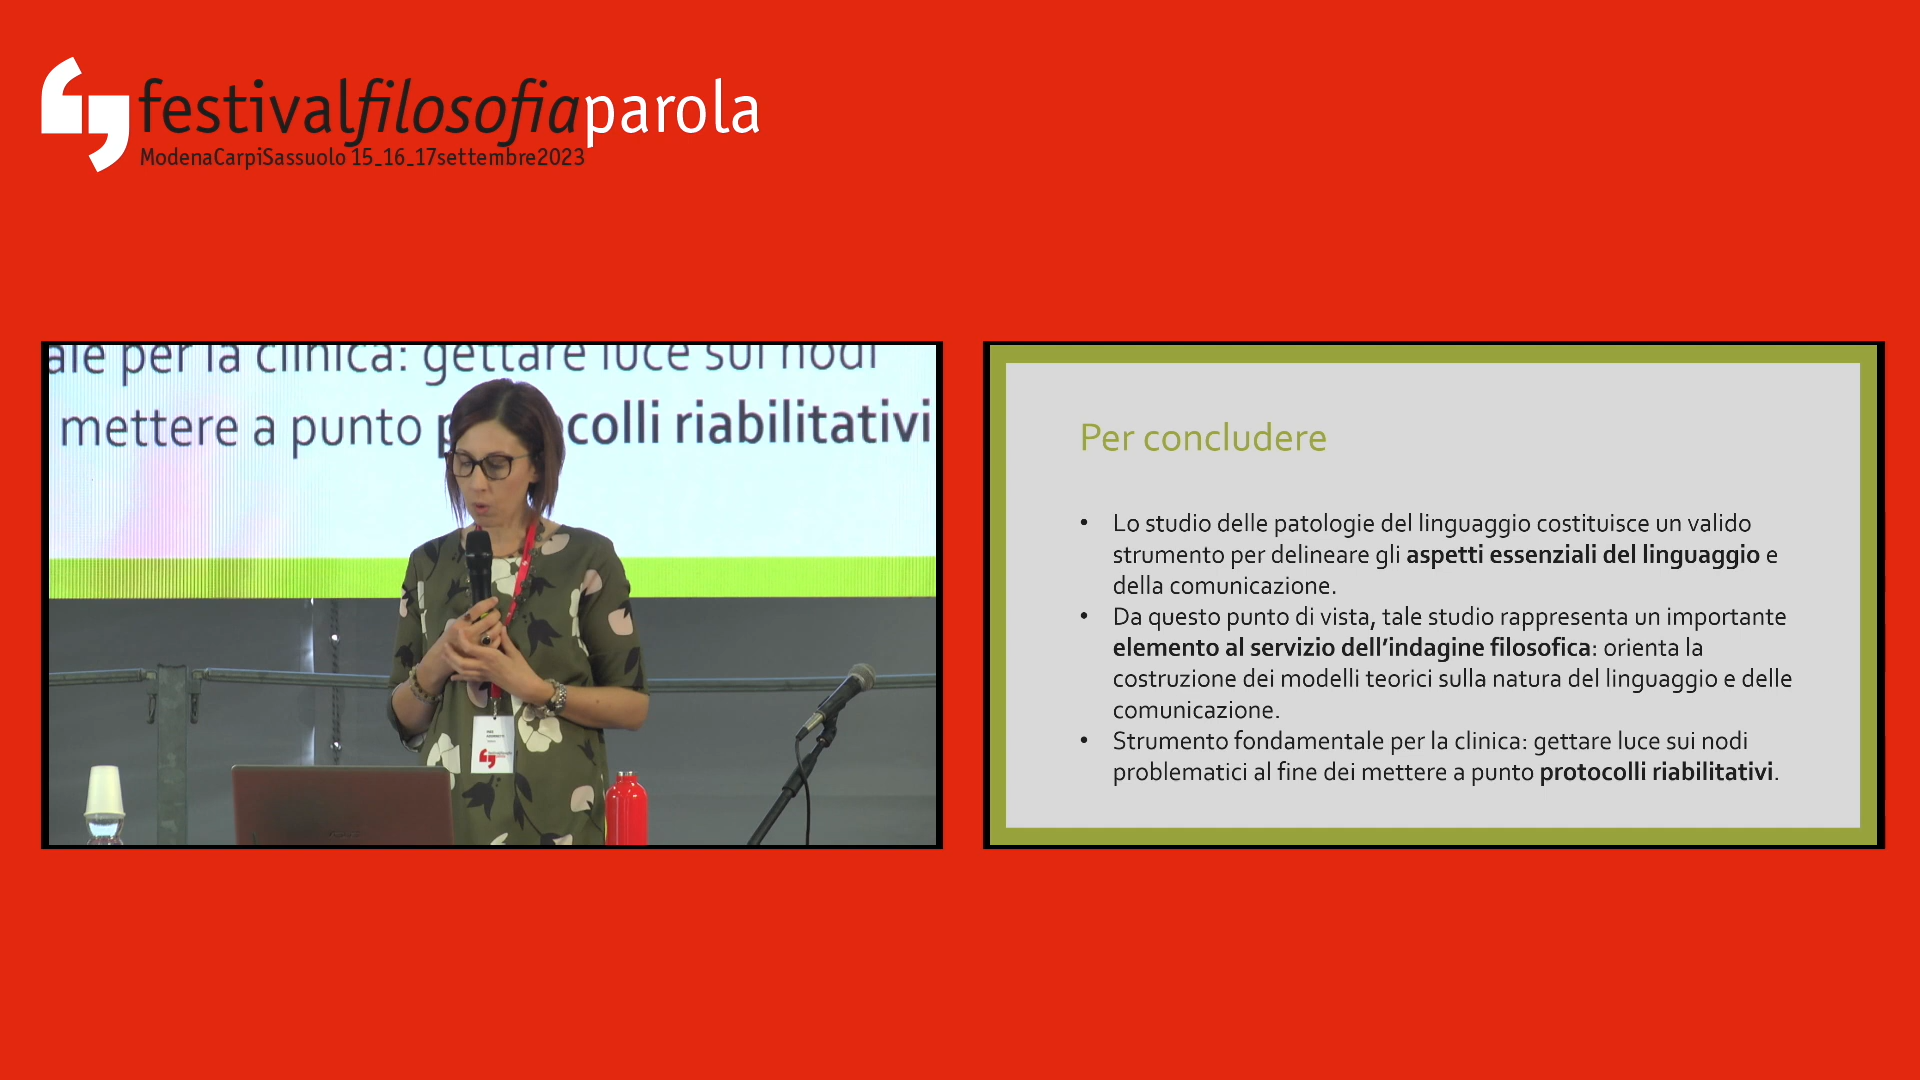 festivalfilosofiaparola
ModenaCarpiSassuolo 15_16_17settembre2023
ale per la clinica: gettare luce sui nodi
mettere a punto protocolli riabilitativi
Per concludere
• Lo studio delle patologie del linguaggio costituisce un valido
strumento per delineare gli aspetti essenziali del linguaggio e
della comunicazione.
• Da questo punto di vista, tale studio rappresenta un importante
elemento al servizio dell’indagine filosofica: orienta la
costruzione dei modelli teorici sulla natura del linguaggio e delle
comunicazione.
• Strumento fondamentale per la clinica: gettare luce sui nodi
problematici al fine dei mettere a punto protocolli riabilitativi.